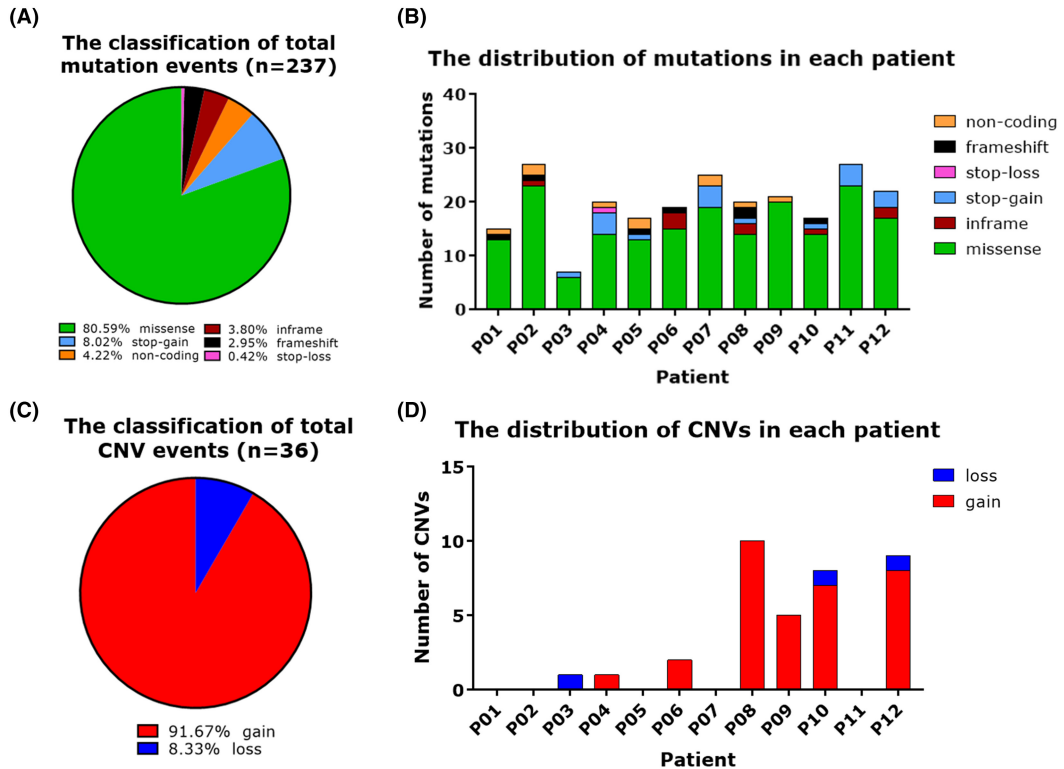 (A)
The classification of total
mutation events (n=237)
80.59% missense
8.02% stop-gain
4.22% non-coding
3.80% inframe
2.95% frameshift
0.42% stop-loss
(B)
The distribution of mutations in each patient
Number of mutations
40
30
20
10
0
P01 P02 P03 P04 P05 P06 P07 P08 P09 P10 P11 P12
Patient
non-coding
frameshift
stop-loss
stop-gain
inframe
missense
(C)
The classification of total
CNV events (n=36)
91.67% gain
8.33% loss
(D)
The distribution of CNVs in each patient
Number of CNVs
15
10
5
0
P01 P02 P03 P04 P05 P06 P07 P08 P09 P10 P11 P12
Patient
loss
gain